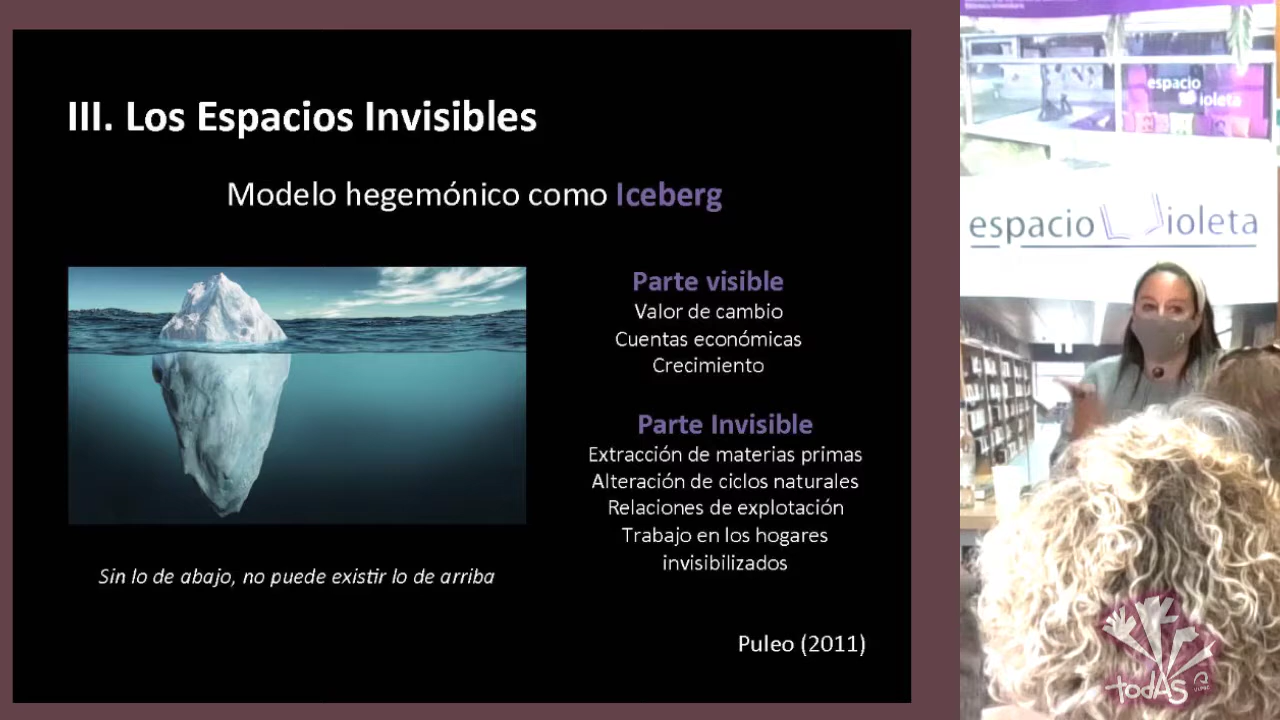 III. Los Espacios Invisibles
Modelo hegemónico como Iceberg
Parte visible
Valor de cambio
Cuentas económicas
Crecimiento
Parte Invisible
Extracción de materias primas
Alteración de ciclos naturales
Relaciones de explotación
Trabajo en los hogares
invisibilizados
Sin lo de abajo, no puede existir lo de arriba
Puleo (2011)
espacio
ioleta
espacio ioleta
todAS